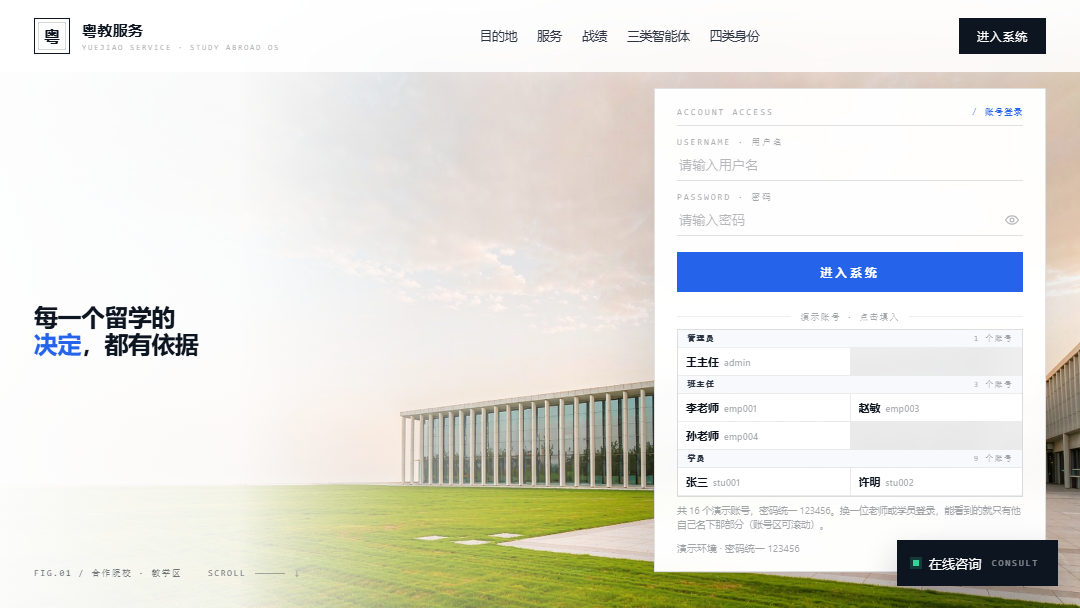 粤
粤教服务
YUEJIAO SERVICE · STUDY ABROAD OS
目的地 服务 战绩 三类智能体 四类身份
进入系统
ACCOUNT ACCESS
/ 账号登录
USERNAME · 用户名
请输入用户名
PASSWORD · 密码
请输入密码
进入系统
演示账号 · 点击填入
管理员 1 个账号
王主任 admin
班主任 3 个账号
李老师 emp001 赵敏 emp003
孙老师 emp004
学员 9 个账号
张三 stu001 许明 stu002
共 16 个演示账号，密码统一 123456。换一位老师或学员登录，能看到的就只有他
自己名下那部分（账号区可滚动）。
演示环境 · 密码统一 123456
每一个留学的
决定，都有依据
FIG.01 / 合作院校 · 教学区 SCROLL ↓
在线咨询 CONSULT